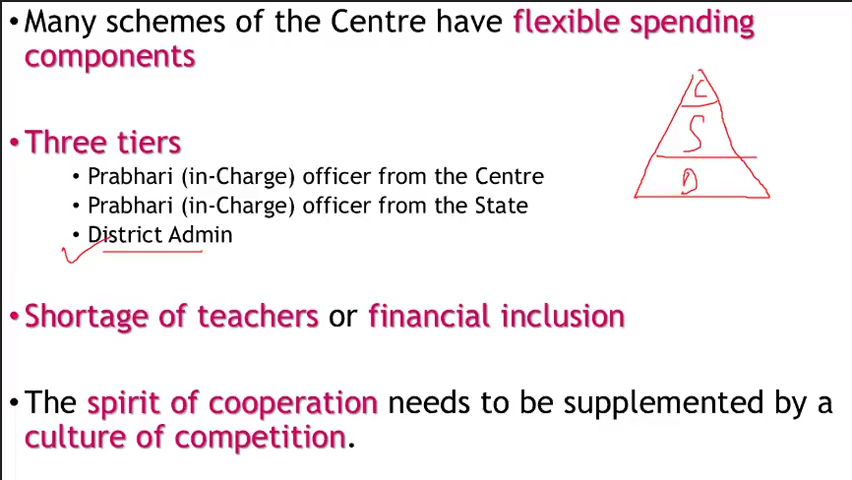 •Many schemes of the Centre have flexible spending
components
C
• Three tiers
S
• Prabhari (in-Charge) officer from the Centre
D
• Prabhari (in-Charge) officer from the State
• District Admin
•Shortage of teachers or financial inclusion
•The spirit of cooperation needs to be supplemented by a
culture of competition.